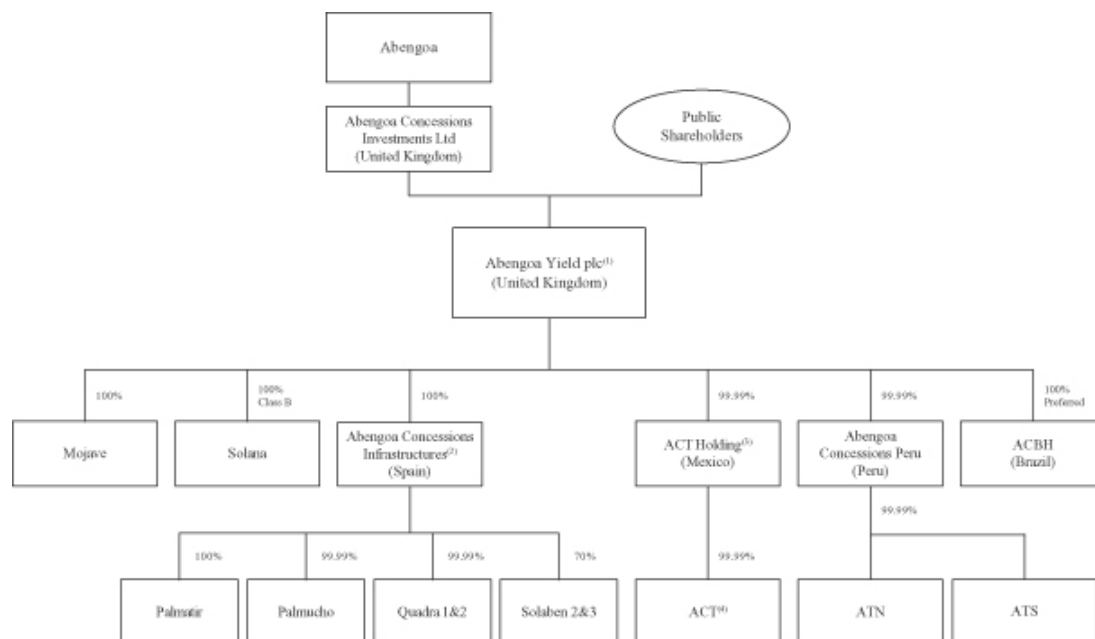 Abengoa
Abengoa Concessions
Investments Ltd
(United Kingdom)
Public
Shareholders
Abengoa Yield plc(1)
(United Kingdom)
100%
100%
Class B
100%
99.99%
99.99%
100%
Preferred
Mojave
Solana
Abengoa Concessions
Infrastructures(2)
(Spain)
ACT Holding(3)
(Mexico)
Abengoa
Concessions Peru
(Peru)
ACBH
(Brazil)
100%
99.99%
99.99%
70%
99.99%
99.99%
Palmatir
Palmucho
Quadra 1&2
Solaben 2&3
ACT(4)
ATN
ATS